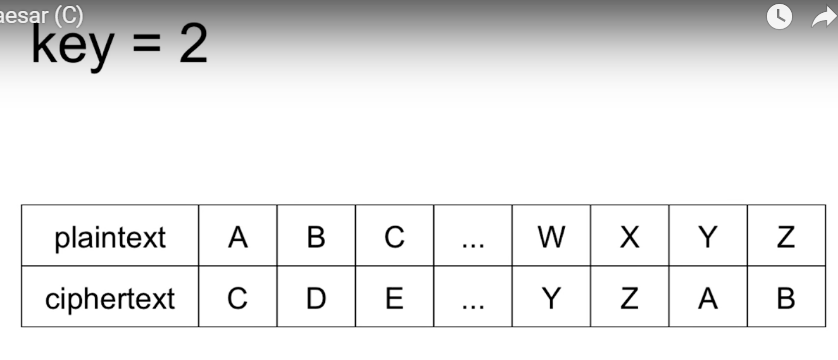 aesar (C)
key = 2
plaintext A B C ... W X Y Z
ciphertext C D E ... Y Z A B